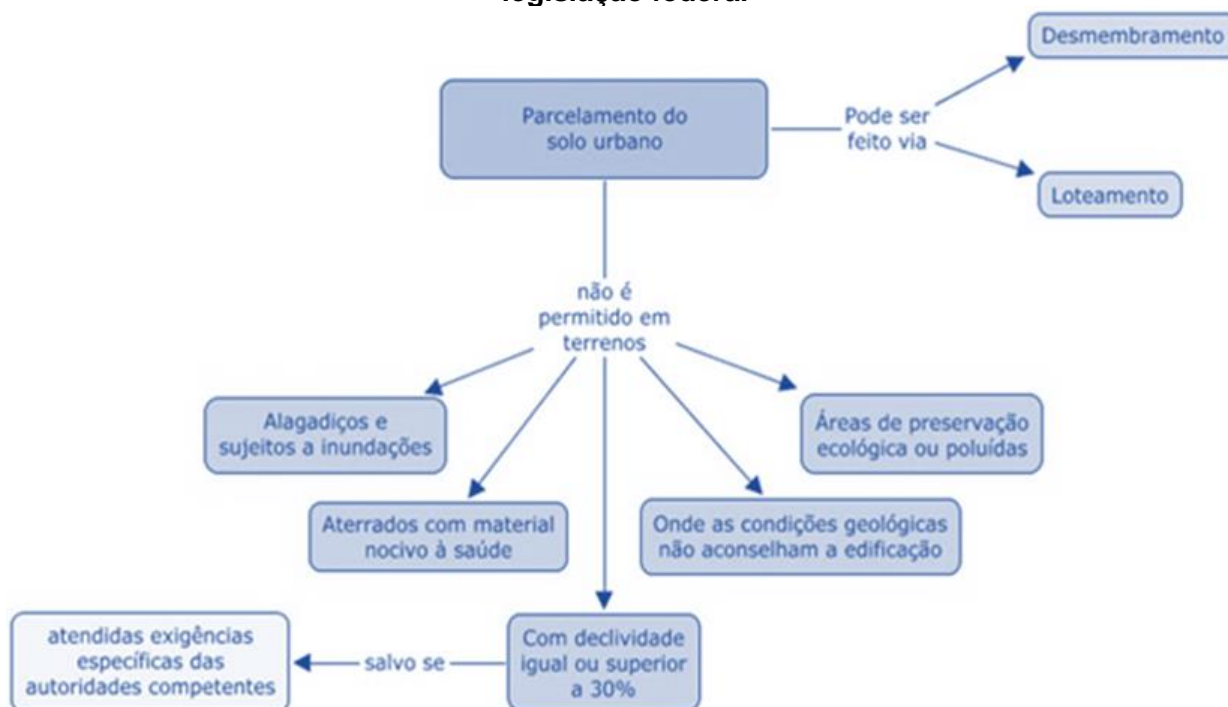 legislação federal
Desmembramento
Parcelamento do
solo urbano
Pode ser
feito via
Loteamento
não é
permitido em
terrenos
Alagadiços e
sujeitos a inundações
Áreas de preservação
ecológica ou poluídas
Aterrados com material
nocivo à saúde
Onde as condições geológicas
não aconselham a edificação
atendidas exigências
específicas das
autoridades competentes
salvo se
Com declividade
igual ou superior
a 30%